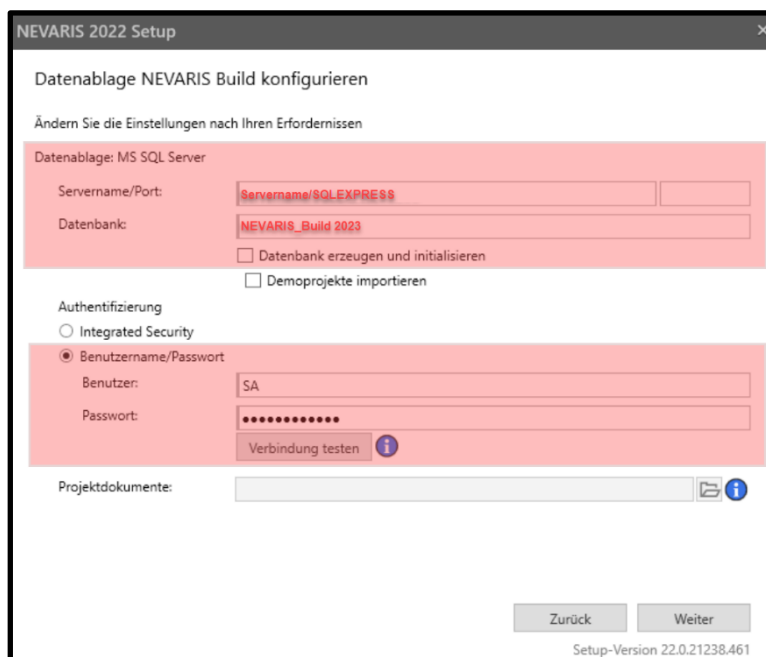 NEVARIS 2022 Setup
Datenablage NEVARIS Build konfigurieren
Ändern Sie die Einstellungen nach Ihren Erfordernissen
Datenablage: MS SQL Server
Servername/Port: Servername/SQLEXPRESS
Datenbank: NEVARIS_Build 2023
Datenbank erzeugen und initialisieren
Demoprojekte importieren
Authentifizierung
Integrated Security
Benutzername/Passwort
Benutzer: SA
Passwort: ●●●●●●●●●●●●
Verbindung testen
Projektdokumente:
Zurück Weiter
Setup-Version 22.0.21238.461